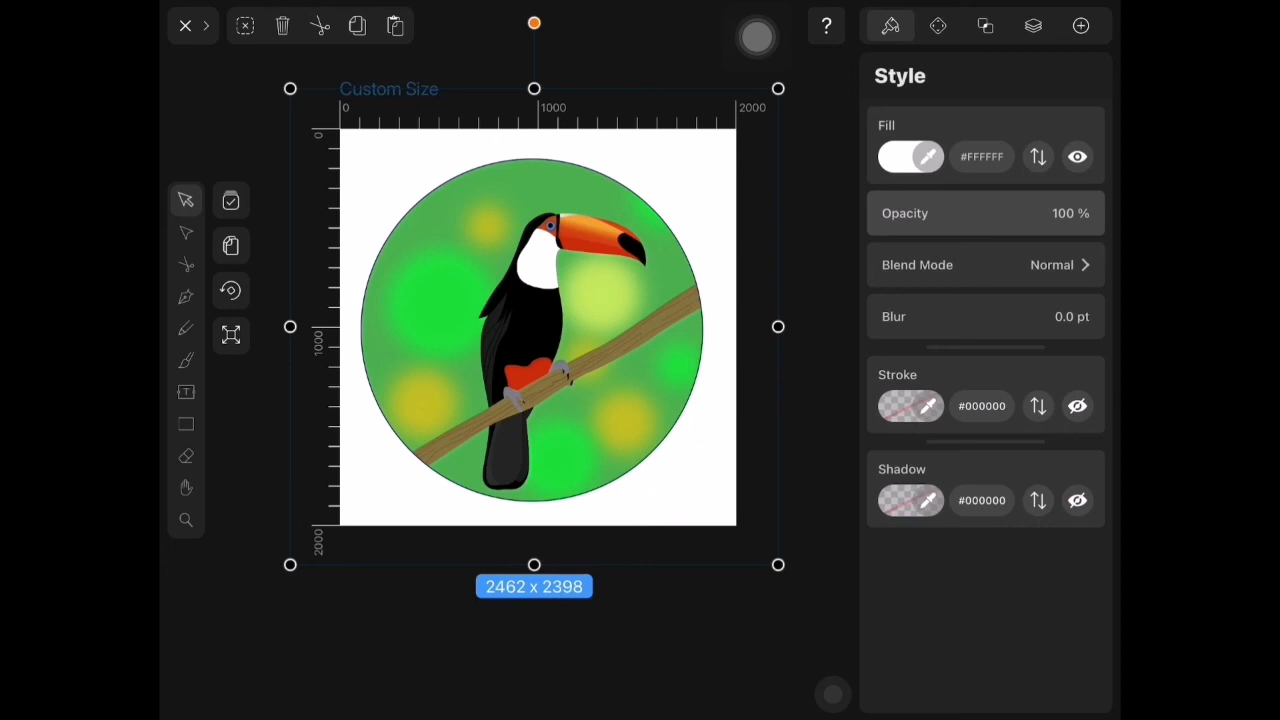 ?
Style
Custom Size
0
1000
2000
0
1000
2000
Fill
#FFFFFF
Opacity 100 %
Blend Mode Normal
Blur 0.0 pt
Stroke
#000000
Shadow
#000000
T
2462 x 2398